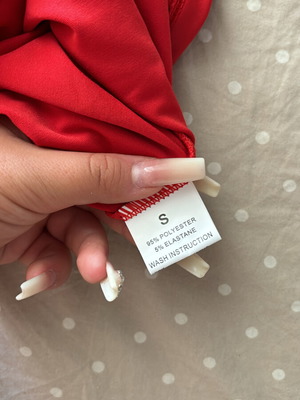 S
95% POLYESTER
5% ELASTANE
WASH INSTRUCTION